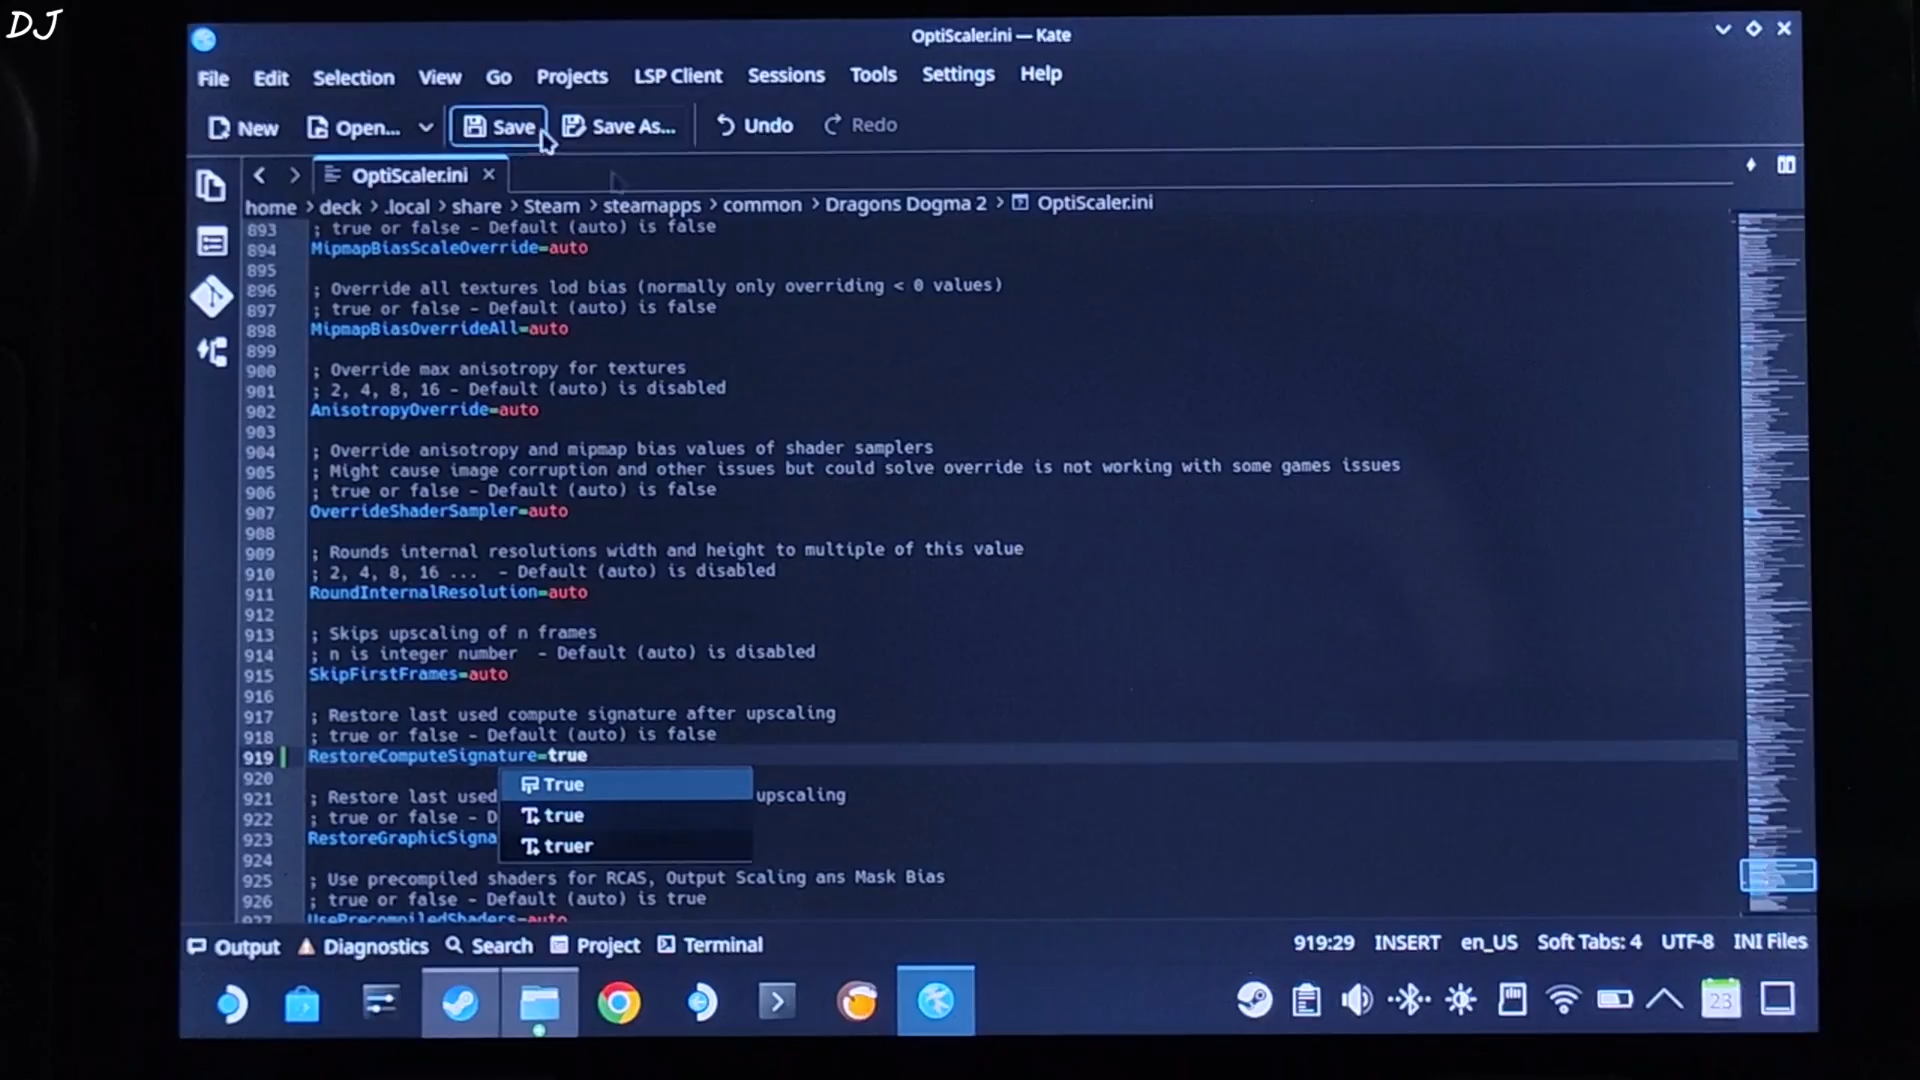 DJ
OptiScaler.ini — Kate
File Edit Selection View Go Projects LSP Client Sessions Tools Settings Help
New Open... Save Save As... Undo Redo
OptiScaler.ini
home > deck > .local > share > Steam > steamapps > common > Dragons Dogma 2 > OptiScaler.ini
893 ; true or false - Default (auto) is false
894 MipmapBiasScaleOverride=auto
895
896 ; Override all textures lod bias (normally only overriding < 0 values)
897 ; true or false - Default (auto) is false
898 MipmapBiasOverrideAll=auto
899
900 ; Override max anisotropy for textures
901 ; 2, 4, 8, 16 - Default (auto) is disabled
902 AnisotropyOverride=auto
903
904 ; Override anisotropy and mipmap bias values of shader samplers
905 ; Might cause image corruption and other issues but could solve override is not working with some games issues
906 ; true or false - Default (auto) is false
907 OverrideShaderSampler=auto
908
909 ; Rounds internal resolutions width and height to multiple of this value
910 ; 2, 4, 8, 16 ... - Default (auto) is disabled
911 RoundInternalResolution=auto
912
913 ; Skips upscaling of n frames
914 ; n is integer number - Default (auto) is disabled
915 SkipFirstFrames=auto
916
917 ; Restore last used compute signature after upscaling
918 ; true or false - Default (auto) is false
919 RestoreComputeSignature=true
920 True
921 ; Restore last used upscaling
922 ; true or false - D true
923 RestoreGraphicSigna truer
924
925 ; Use precompiled shaders for RCAS, Output Scaling ans Mask Bias
926 ; true or false - Default (auto) is true
927 UsePrecompiledShaders=auto
Output Diagnostics Search Project Terminal 919:29 INSERT en_US Soft Tabs: 4 UTF-8 INI Files
23